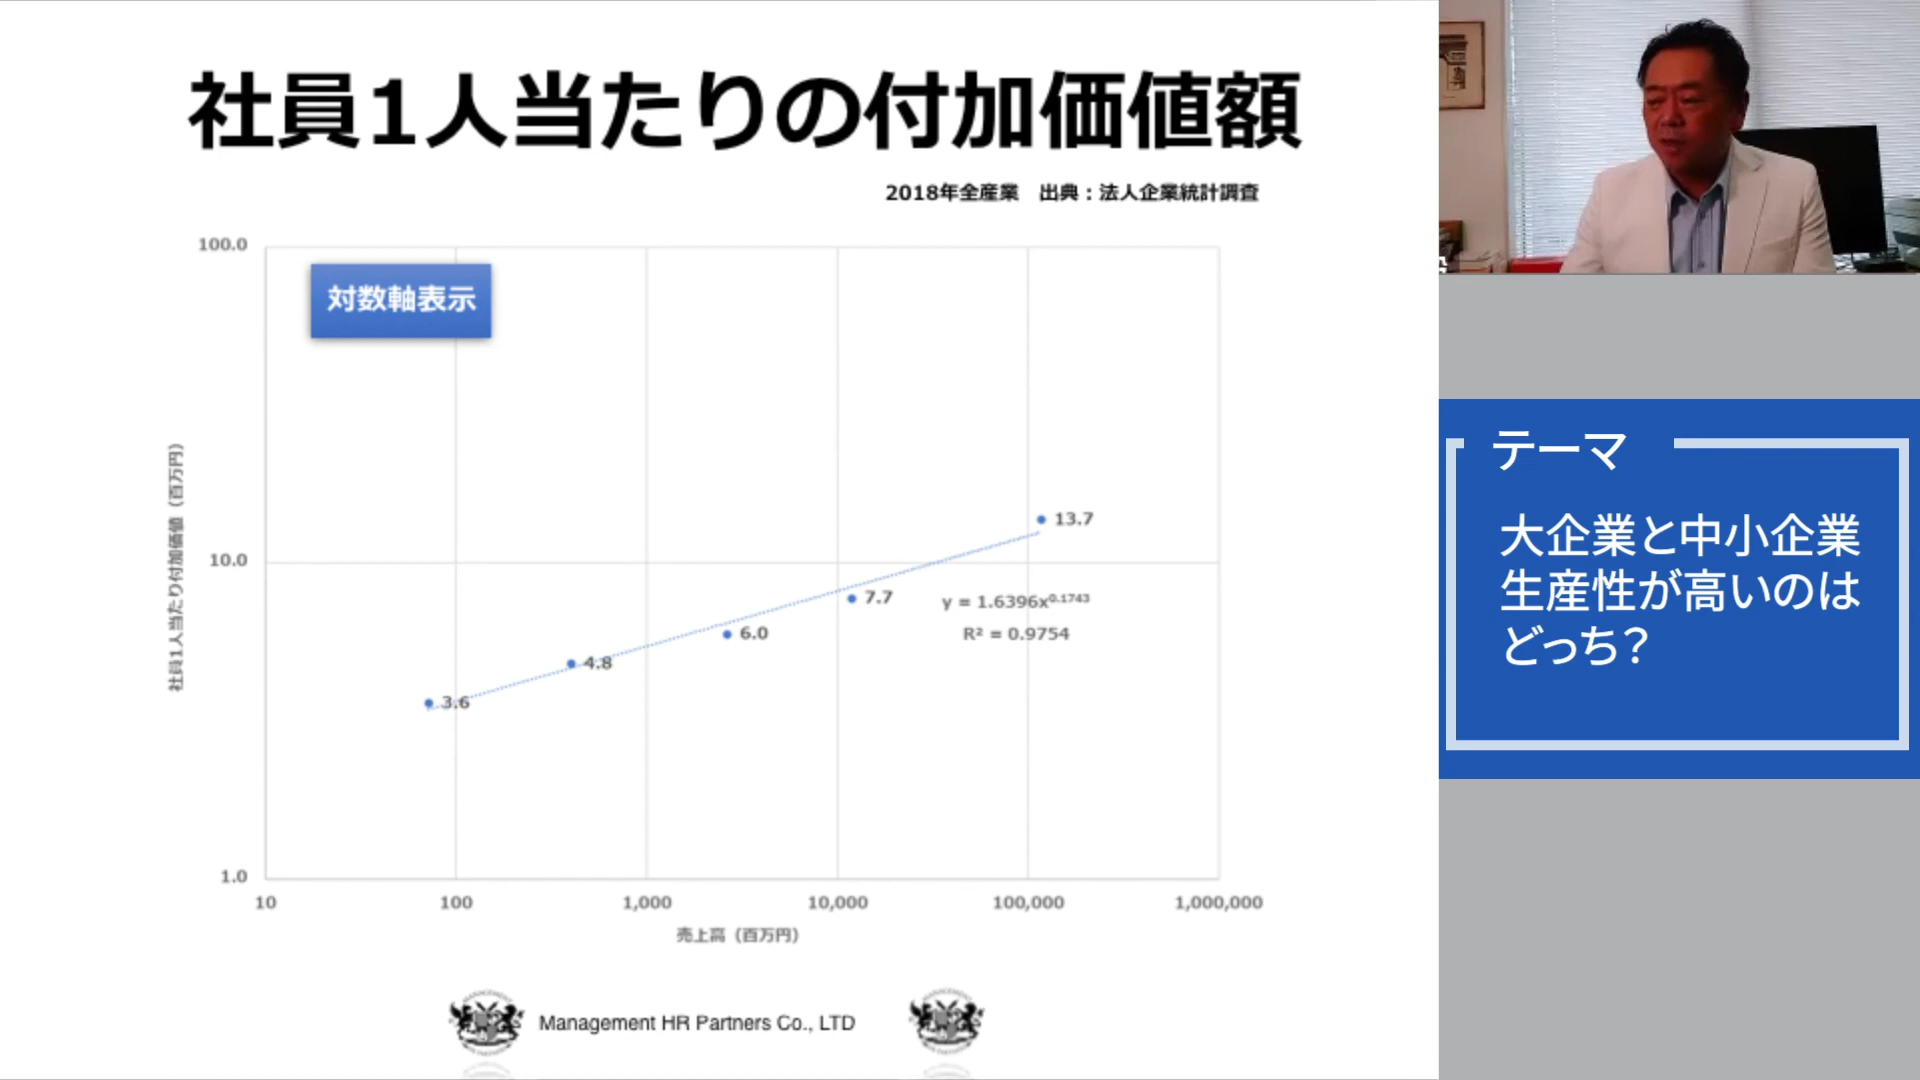 社員1人当たりの付加価値額
2018年全産業　出典：法人企業統計調査
対数軸表示
100.0
10.0
1.0
社員1人当たり付加価値（百万円）
13.7
7.7
6.0
4.8
3.6
y = 1.6396x^0.1743
R² = 0.9754
10 100 1,000 10,000 100,000 1,000,000
売上高（百万円）
Management HR Partners Co., LTD
テーマ
大企業と中小企業
生産性が高いのは
どっち？